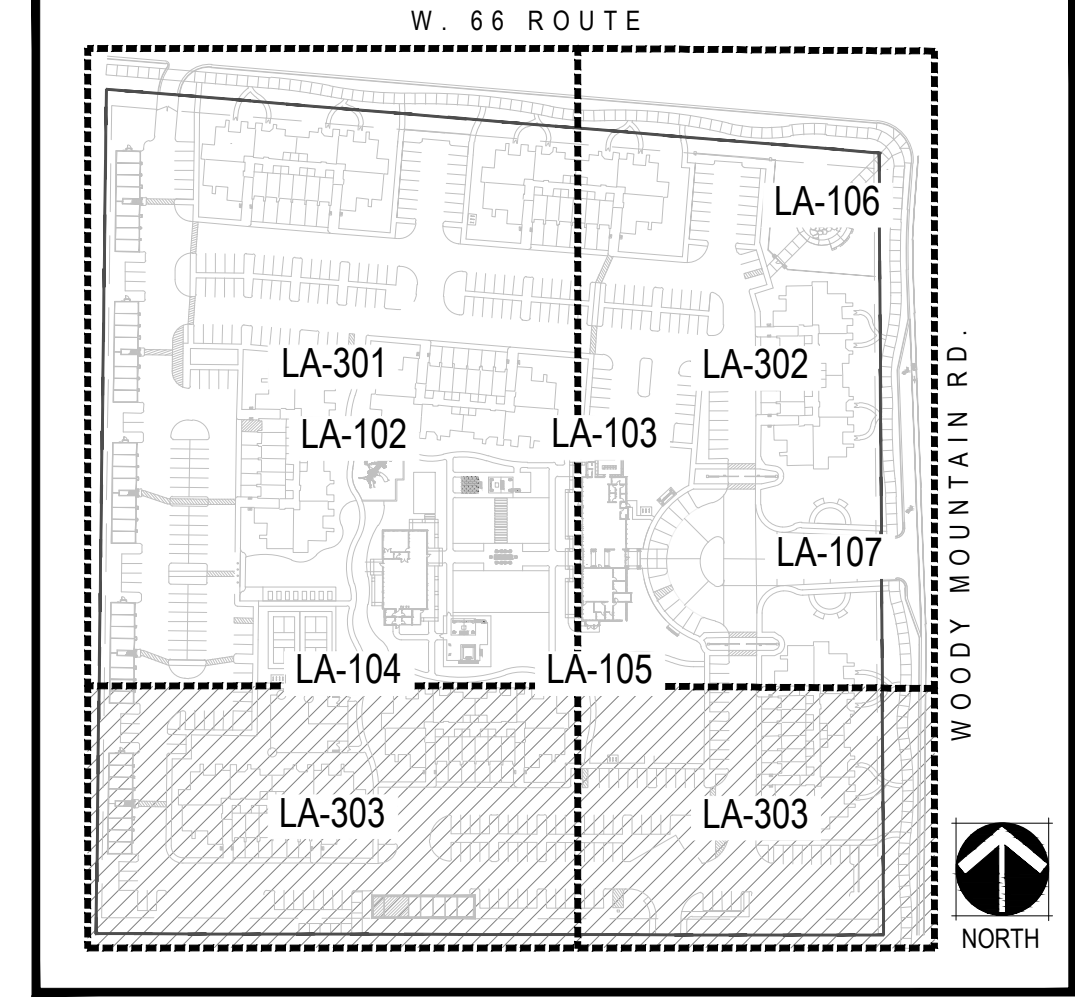 W. 66 ROUTE
LA-106
LA-301
LA-302
LA-102
LA-103
WOODY MOUNTAIN RD.
LA-107
LA-104
LA-105
LA-303
LA-303
NORTH